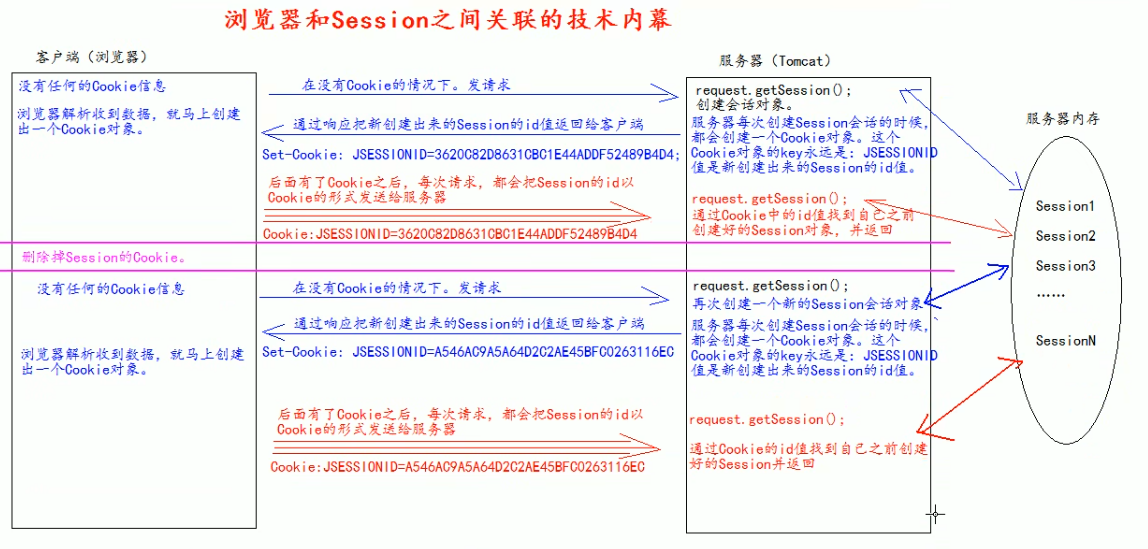 浏览器和Session之间关联的技术内幕
客户端（浏览器）
服务器（Tomcat）
没有任何的Cookie信息
浏览器解析收到数据，就马上创建
出一个Cookie对象。
在没有Cookie的情况下。发请求
通过响应把新创建出来的Session的id值返回给客户端
Set-Cookie: JSESSIONID=3620C82D8631CBC1E44ADDF52489B4D4;
后面有了Cookie之后，每次请求，都会把Session的id以
Cookie的形式发送给服务器
Cookie:JSESSIONID=3620C82D8631CBC1E44ADDF52489B4D4
request.getSession();
创建会话对象。
服务器每次创建Session会话的时候，
都会创建一个Cookie对象。这个
Cookie对象的key永远是：JSESSIONID
值是新创建出来的Session的id值。
request.getSession();
通过Cookie中的id值找到自己之前
创建好的Session对象，并返回
服务器内存
Session1
Session2
Session3
……
SessionN
删除掉Session的Cookie。
没有任何的Cookie信息
浏览器解析收到数据，就马上创建
出一个Cookie对象。
在没有Cookie的情况下。发请求
通过响应把新创建出来的Session的id值返回给客户端
Set-Cookie: JSESSIONID=A546AC9A5A64D2C2AE45BFC0263116EC
后面有了Cookie之后，每次请求，都会把Session的id以
Cookie的形式发送给服务器
Cookie:JSESSIONID=A546AC9A5A64D2C2AE45BFC0263116EC
request.getSession();
再次创建一个新的Session会话对象
服务器每次创建Session会话的时候，
都会创建一个Cookie对象。这个
Cookie对象的key永远是：JSESSIONID
值是新创建出来的Session的id值。
request.getSession();
通过Cookie的id值找到自己之前创建
好的Session并返回